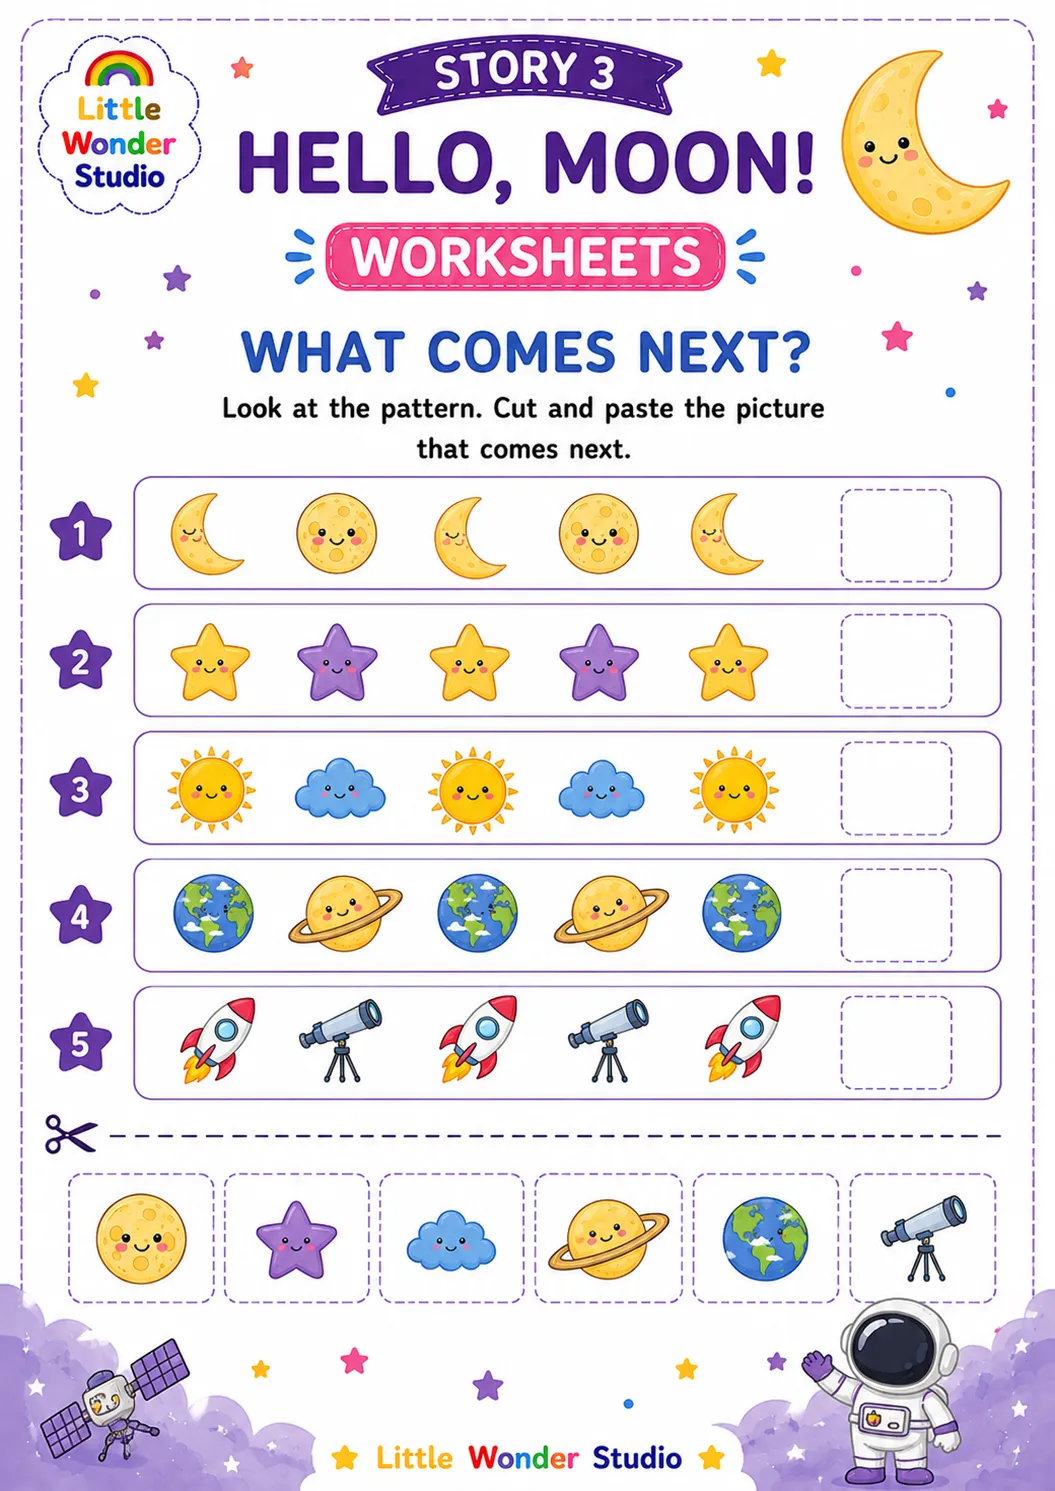 Little
Wonder
Studio
STORY 3
HELLO, MOON!
WORKSHEETS
WHAT COMES NEXT?
Look at the pattern. Cut and paste the picture
that comes next.
1
2
3
4
5
Little Wonder Studio